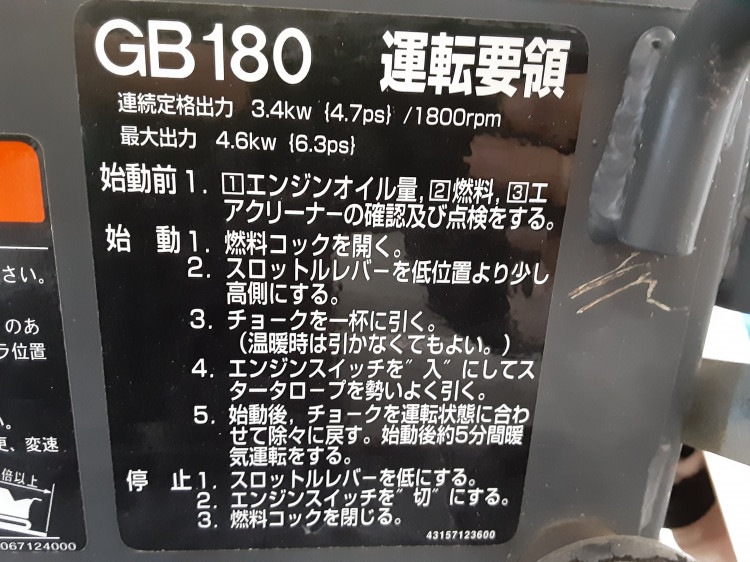 GB180 運転要領
連続定格出力 3.4kw {4.7ps} /1800rpm
最大出力 4.6kw {6.3ps}
始動前 1. 1エンジンオイル量, 2燃料, 3エ
アクリーナーの確認及び点検をする。
始 動 1. 燃料コックを開く。
2. スロットルレバーを低位置より少し
高側にする。
3. チョークを一杯に引く。
(温暖時は引かなくてもよい。)
4. エンジンスイッチを〃入〃にしてス
タータロープを勢いよく引く。
5. 始動後, チョークを運転状態に合わ
せて除々に戻す。始動後約5分間暖
気運転をする。
停 止 1. スロットルレバーを低にする。
2. エンジンスイッチを〃切〃にする。
3. 燃料コックを閉じる。
43157123600
さい。
のあ
ラ位置
い。
更、変速
倍以上
067124000